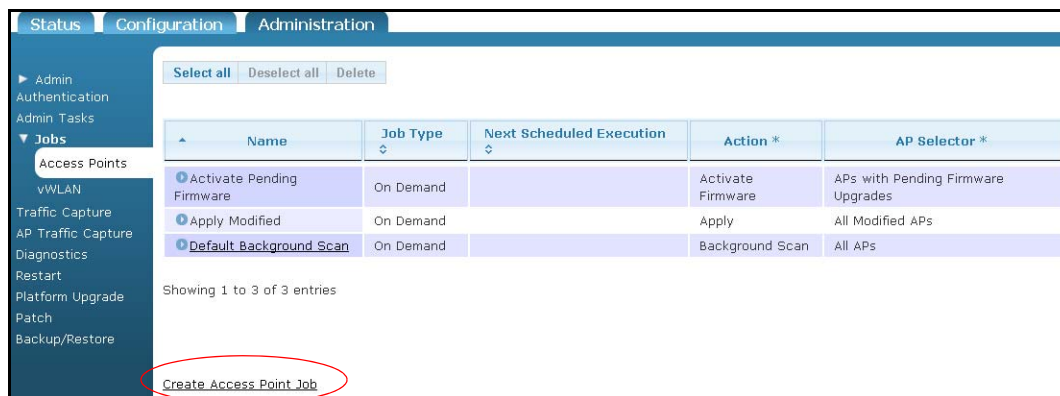 Status Configuration Administration
Admin
Authentication
Admin Tasks
Jobs
Access Points
vWLAN
Traffic Capture
AP Traffic Capture
Diagnostics
Restart
Platform Upgrade
Patch
Backup/Restore
Select all Deselect all Delete
Name Job Type Next Scheduled Execution Action * AP Selector *
Activate Pending Firmware On Demand Activate Firmware APs with Pending Firmware Upgrades
Apply Modified On Demand Apply All Modified APs
Default Background Scan On Demand Background Scan All APs
Showing 1 to 3 of 3 entries
Create Access Point Job